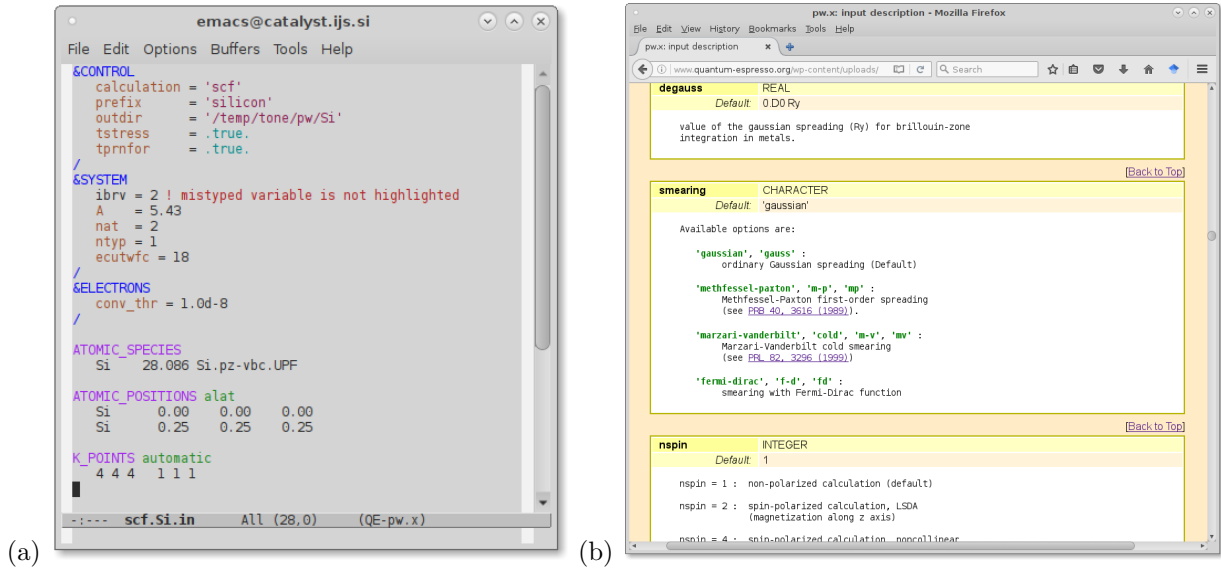 emacs@catalyst.ijs.si
File Edit Options Buffers Tools Help
&CONTROL
calculation = 'scf'
prefix = 'silicon'
outdir = '/temp/tone/pw/Si'
tstress = .true.
tprnfor = .true.
/
&SYSTEM
ibrv = 2 ! mistyped variable is not highlighted
A = 5.43
nat = 2
ntyp = 1
ecutwfc = 18
/
&ELECTRONS
conv_thr = 1.0d-8
/
ATOMIC_SPECIES
Si 28.086 Si.pz-vbc.UPF
ATOMIC_POSITIONS alat
Si 0.00 0.00 0.00
Si 0.25 0.25 0.25
K_POINTS automatic
4 4 4 1 1 1
-:--- scf.Si.in All (28,0) (QE-pw.x)
(a)
pw.x: input description - Mozilla Firefox
File Edit View History Bookmarks Tools Help
pw.x: input description
www.quantum-espresso.org/wp-content/uploads/
Search
degauss REAL
Default: 0.D0 Ry
value of the gaussian spreading (Ry) for brillouin-zone
integration in metals.
[Back to Top]
smearing CHARACTER
Default: 'gaussian'
Available options are:
'gaussian', 'gauss' :
ordinary Gaussian spreading (Default)
'methfessel-paxton', 'm-p', 'mp' :
Methfessel-Paxton first-order spreading
(see PRB 40, 3616 (1989)).
'marzari-vanderbilt', 'cold', 'm-v', 'mv' :
Marzari-Vanderbilt cold smearing
(see PRL 82, 3296 (1999))
'fermi-dirac', 'f-d', 'fd' :
smearing with Fermi-Dirac function
[Back to Top]
nspin INTEGER
Default: 1
nspin = 1 : non-polarized calculation (default)
nspin = 2 : spin-polarized calculation, LSDA
(magnetization along z axis)
nspin = 4 : spin-polarized calculation, noncollinear
(b)